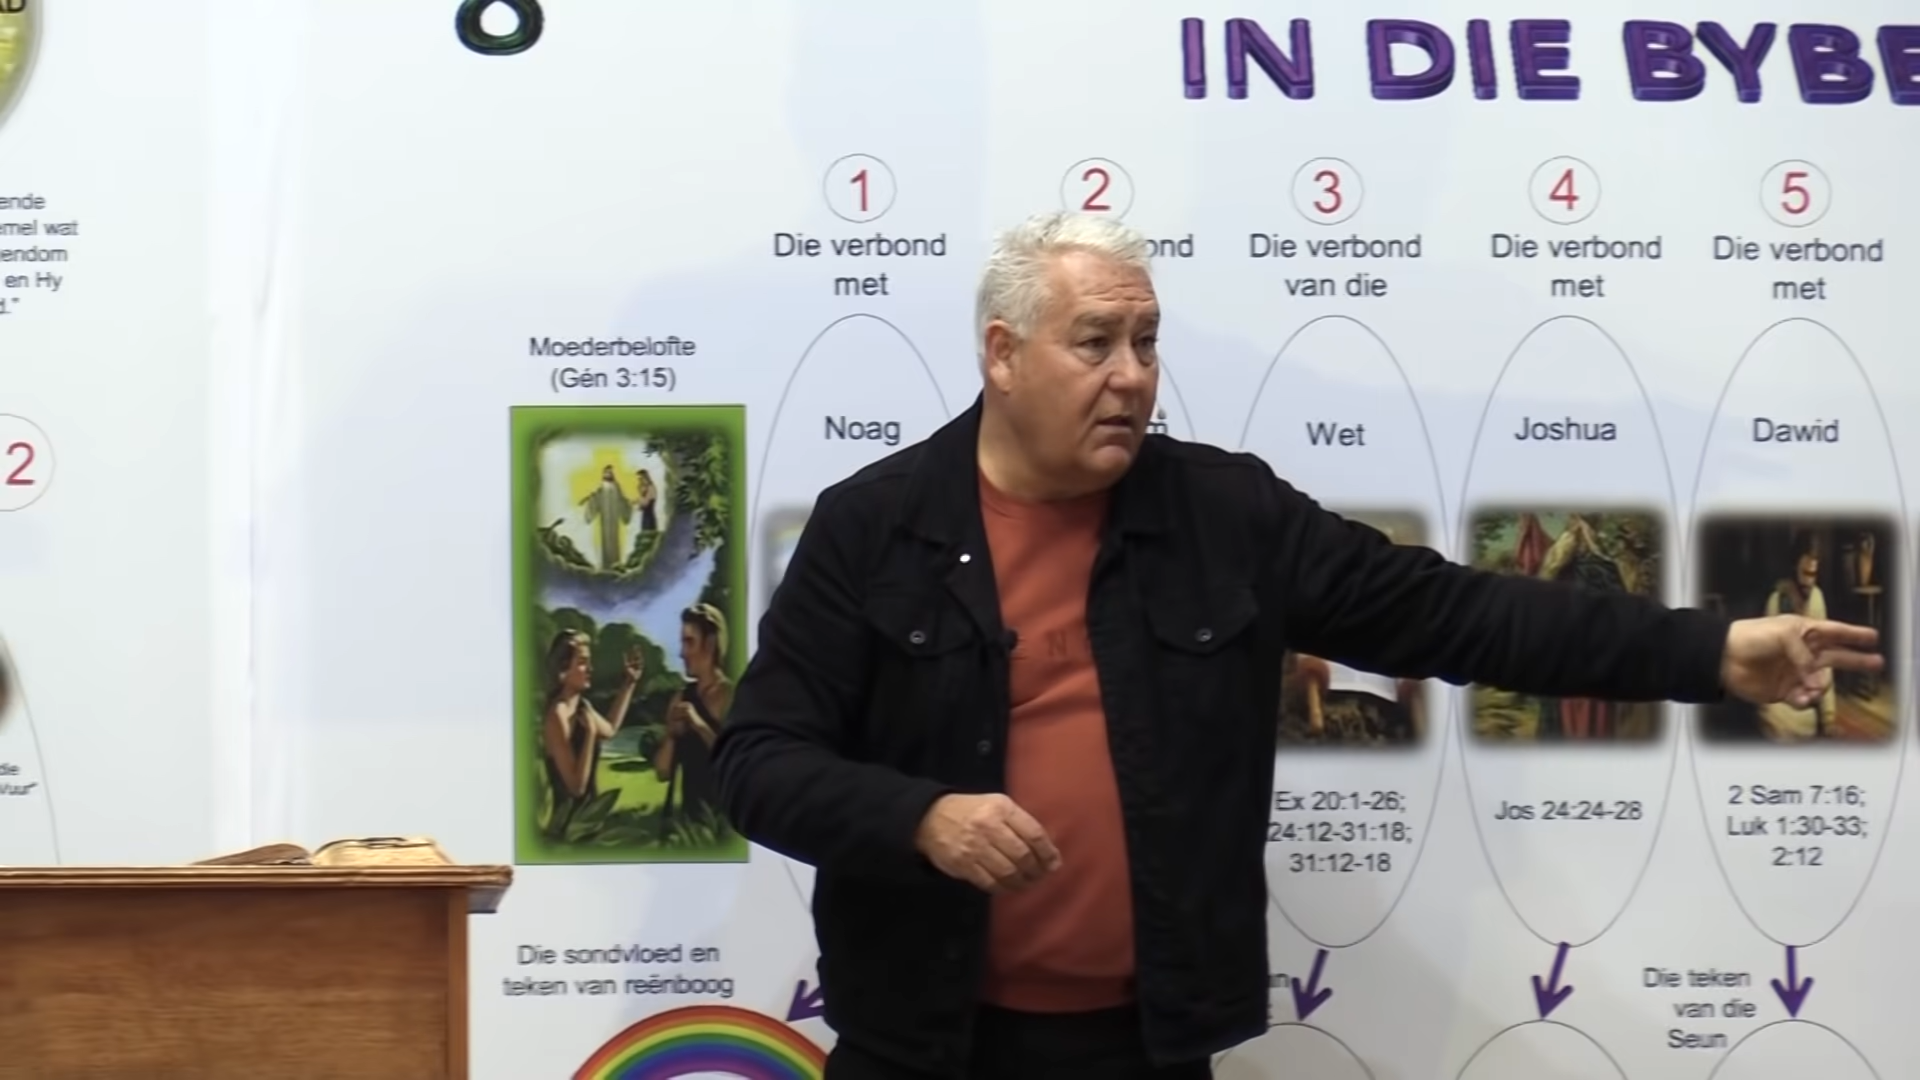 IN DIE BYBE
ende
emel wat
endom
en Hy
d."
2
die
Vuur"
1
Die verbond
met
Noag
2
ond
m
3
Die verbond
van die
Wet
Ex 20:1-26;
24:12-31:18;
31:12-18
4
Die verbond
met
Joshua
Jos 24:24-28
5
Die verbond
met
Dawid
2 Sam 7:16;
Luk 1:30-33;
2:12
Moederbelofte
(Gén 3:15)
Die sondvloed en
teken van reënboog
Die teken
van die
Seun